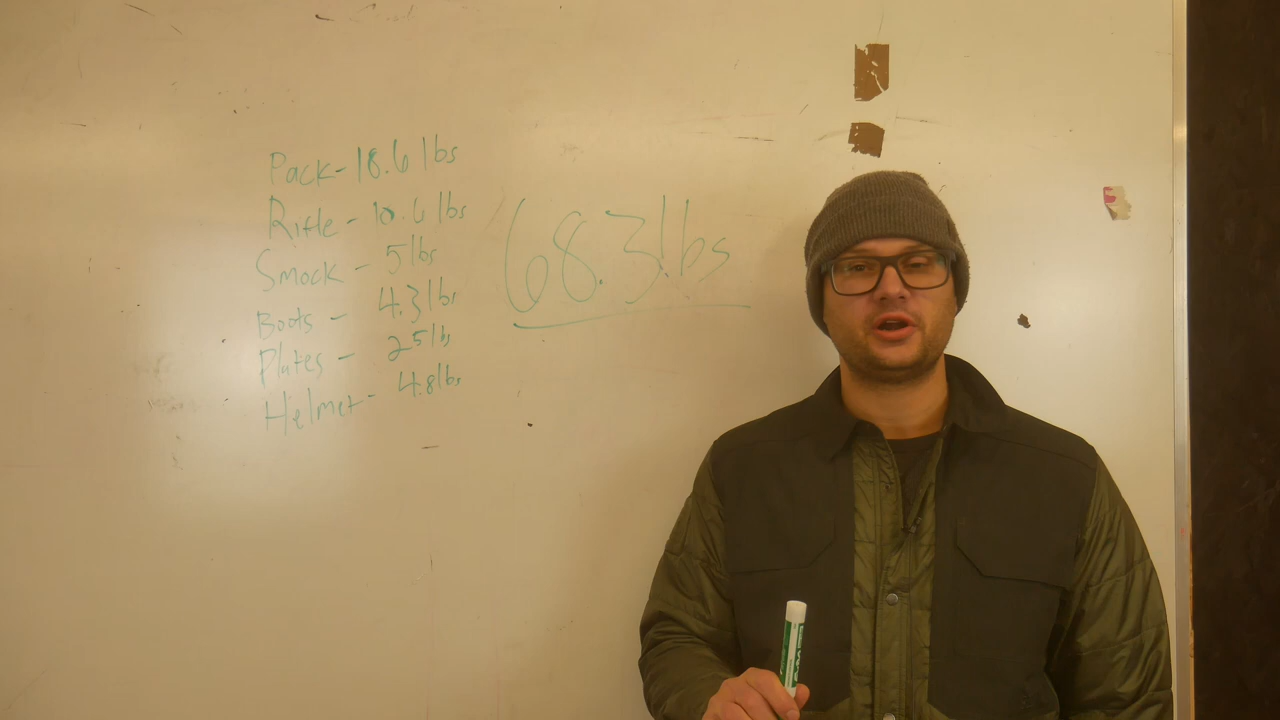 Pack - 18.6 lbs
Rifle - 10.6 lbs
Smock - 5 lbs
Boots - 4.3 lbs
Plates - 25 lbs
Helmet - 4.8 lbs
68.3 lbs